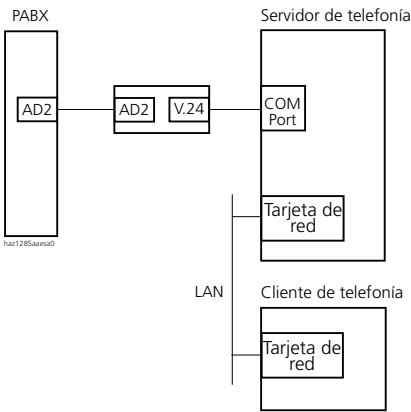 PABX
Servidor de telefonía
AD2
AD2
V.24
COM
Port
Tarjeta de
red
haz1285aaesa0
LAN
Cliente de telefonía
Tarjeta de
red